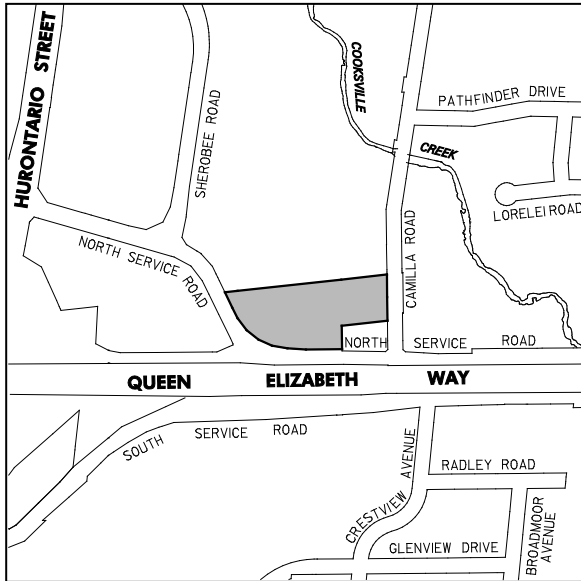 HURONTARIO STREET
SHEROBEE ROAD
COOKSVILLE
CREEK
PATHFINDER DRIVE
LORELEI ROAD
CAMILLA ROAD
NORTH SERVICE ROAD
NORTH SERVICE ROAD
QUEEN ELIZABETH WAY
SOUTH SERVICE ROAD
CRESTVIEW AVENUE
RADLEY ROAD
GLENVIEW DRIVE
BROADMOOR
AVENUE